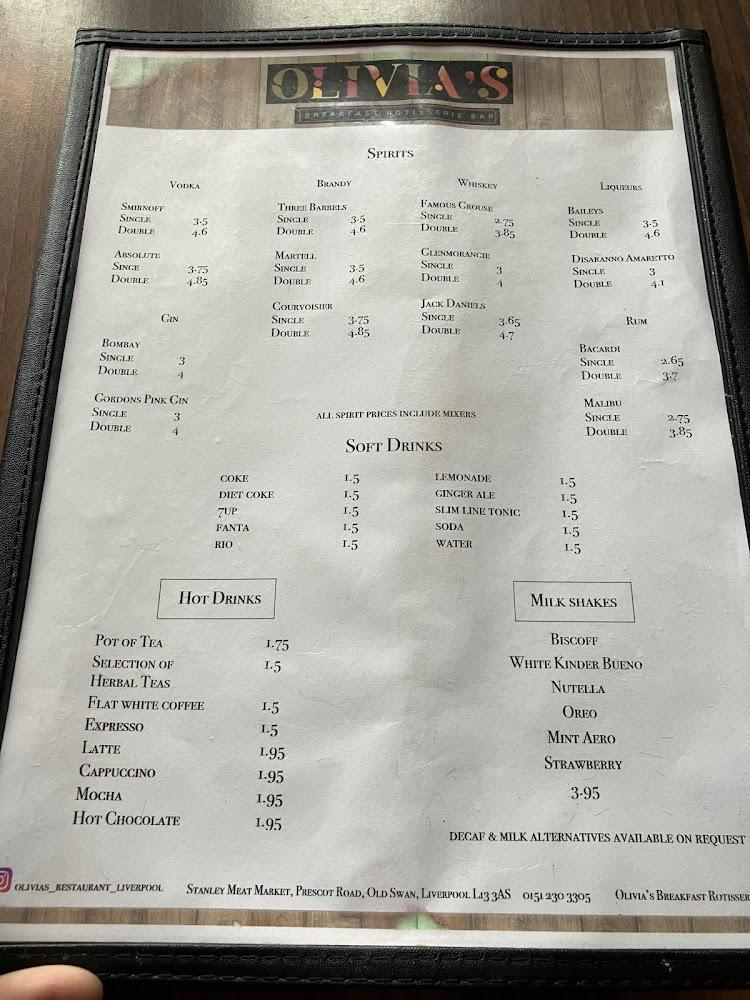 OLIVIA'S
BREAKFAST ROTISSERIE BAR
SPIRITS
VODKA
SMIRNOFF
SINGLE 3.5
DOUBLE 4.6
ABSOLUTE
SINCE 3.75
DOUBLE 4.85
GIN
BOMBAY
SINGLE 3
DOUBLE 4
GORDONS PINK GIN
SINGLE 3
DOUBLE 4
BRANDY
THREE BARRELS
SINGLE 3.5
DOUBLE 4.6
MARTELL
SINGLE 3.5
DOUBLE 4.6
COURVOISIER
SINGLE 3.75
DOUBLE 4.85
WHISKEY
FAMOUS GROUSE
SINGLE 2.75
DOUBLE 3.85
GLENMORANGIE
SINGLE 3
DOUBLE 4
JACK DANIELS
SINGLE 3.65
DOUBLE 4.7
LIQUEURS
BAILEYS
SINGLE 3.5
DOUBLE 4.6
DISARANNO AMARETTO
SINGLE 3
DOUBLE 4.1
RUM
BACARDI
SINGLE 2.65
DOUBLE 3.7
MALIBU
SINGLE 2.75
DOUBLE 3.85
ALL SPIRIT PRICES INCLUDE MIXERS
SOFT DRINKS
COKE 1.5
DIET COKE 1.5
7UP 1.5
FANTA 1.5
RIO 1.5
LEMONADE 1.5
GINGER ALE 1.5
SLIM LINE TONIC 1.5
SODA 1.5
WATER 1.5
HOT DRINKS
POT OF TEA 1.75
SELECTION OF 1.5
HERBAL TEAS
FLAT WHITE COFFEE 1.5
EXPRESSO 1.5
LATTE 1.95
CAPPUCCINO 1.95
MOCHA 1.95
HOT CHOCOLATE 1.95
MILK SHAKES
BISCOFF
WHITE KINDER BUENO
NUTELLA
OREO
MINT AERO
STRAWBERRY
3.95
DECAF & MILK ALTERNATIVES AVAILABLE ON REQUEST
OLIVIAS_RESTAURANT_LIVERPOOL STANLEY MEAT MARKET, PRESCOT ROAD, OLD SWAN, LIVERPOOL L13 3AS 0151 230 3305 OLIVIA'S BREAKFAST ROTISSER